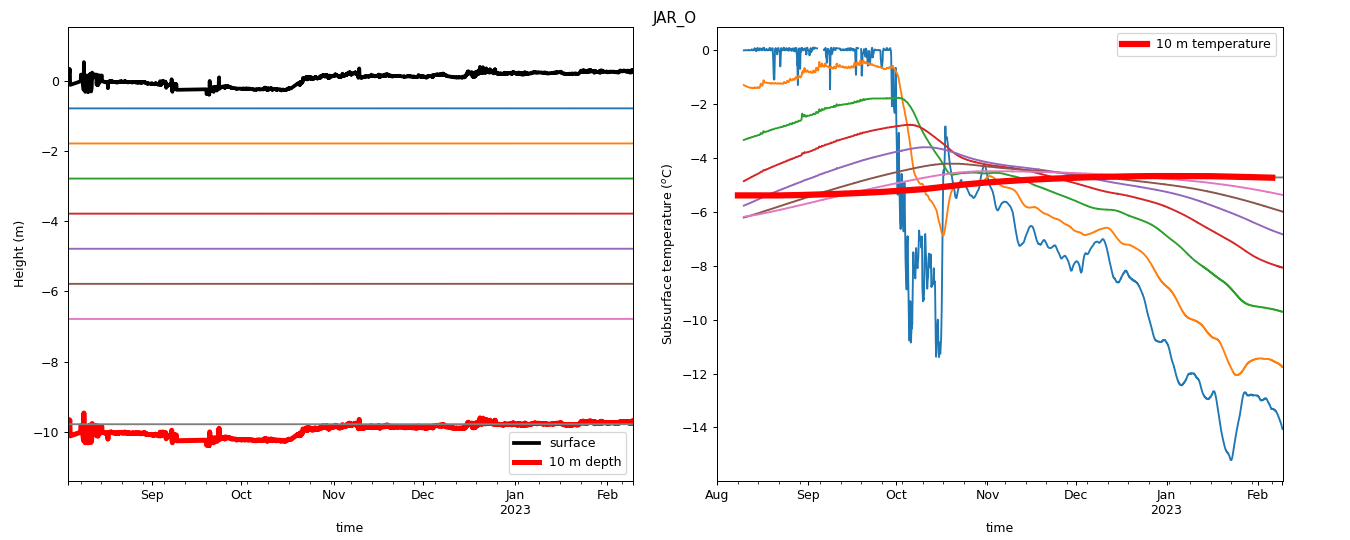 JAR_O
0
−2
−4
−6
−8
−10
Height (m)
surface
10 m depth
Sep
Oct
Nov
Dec
Jan
2023
Feb
time
0
−2
−4
−6
−8
−10
−12
−14
Subsurface temperature (°C)
10 m temperature
Aug
Sep
Oct
Nov
Dec
Jan
2023
Feb
time